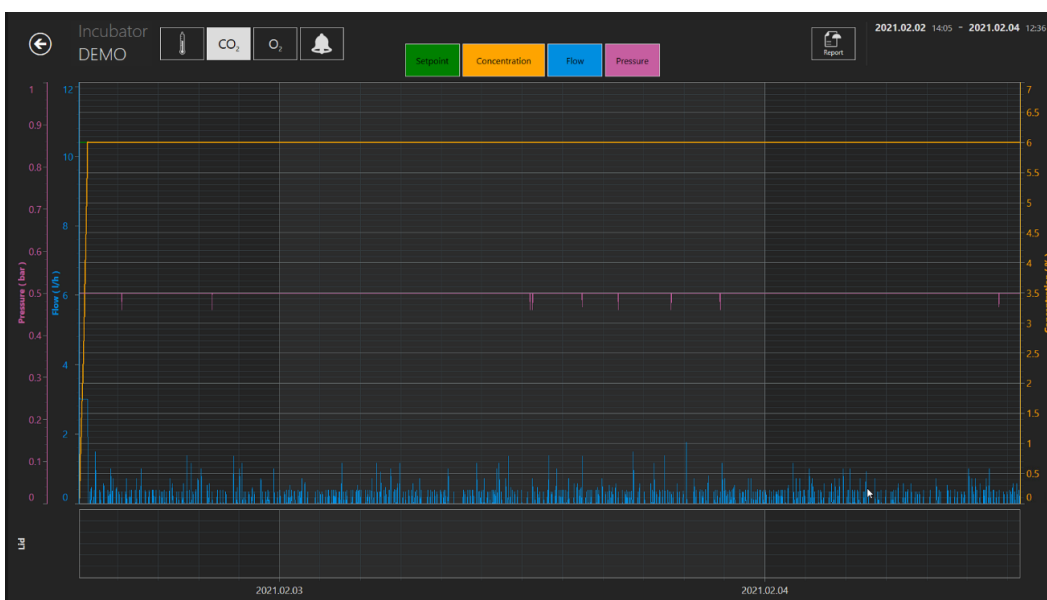 Incubator
DEMO
CO₂
O₂
Setpoint
Concentration
Flow
Pressure
Report
2021.02.02 14:05 - 2021.02.04 12:36
Pressure ( bar )
1
0.9
0.8
0.7
0.6
0.5
0.4
0.3
0.2
0.1
0
Flow ( l/h )
12
10
8
6
4
2
0
7
6.5
6
5.5
5
4.5
4
3.5
3
2.5
2
1.5
1
0.5
0
Lid
2021.02.03
2021.02.04